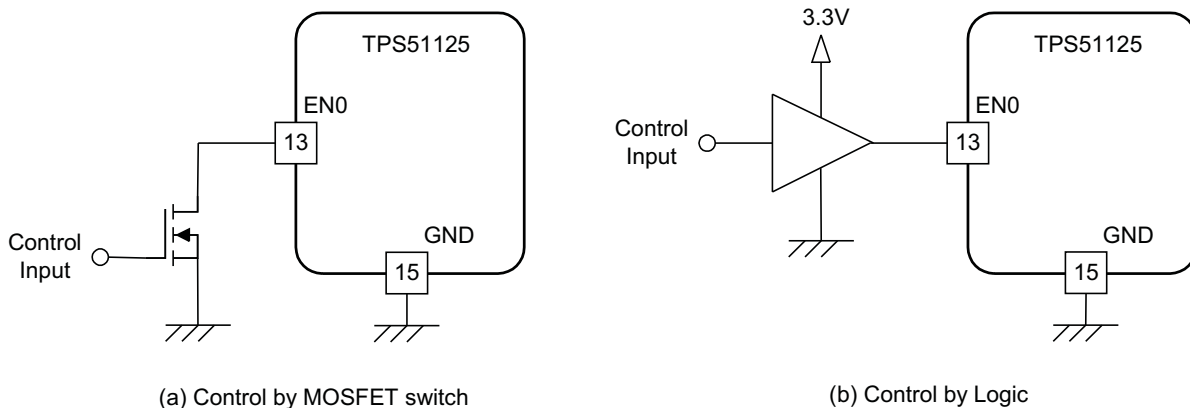 TPS51125
EN0
13
Control
Input
GND
15
(a) Control by MOSFET switch
3.3V
TPS51125
EN0
13
Control
Input
GND
15
(b) Control by Logic